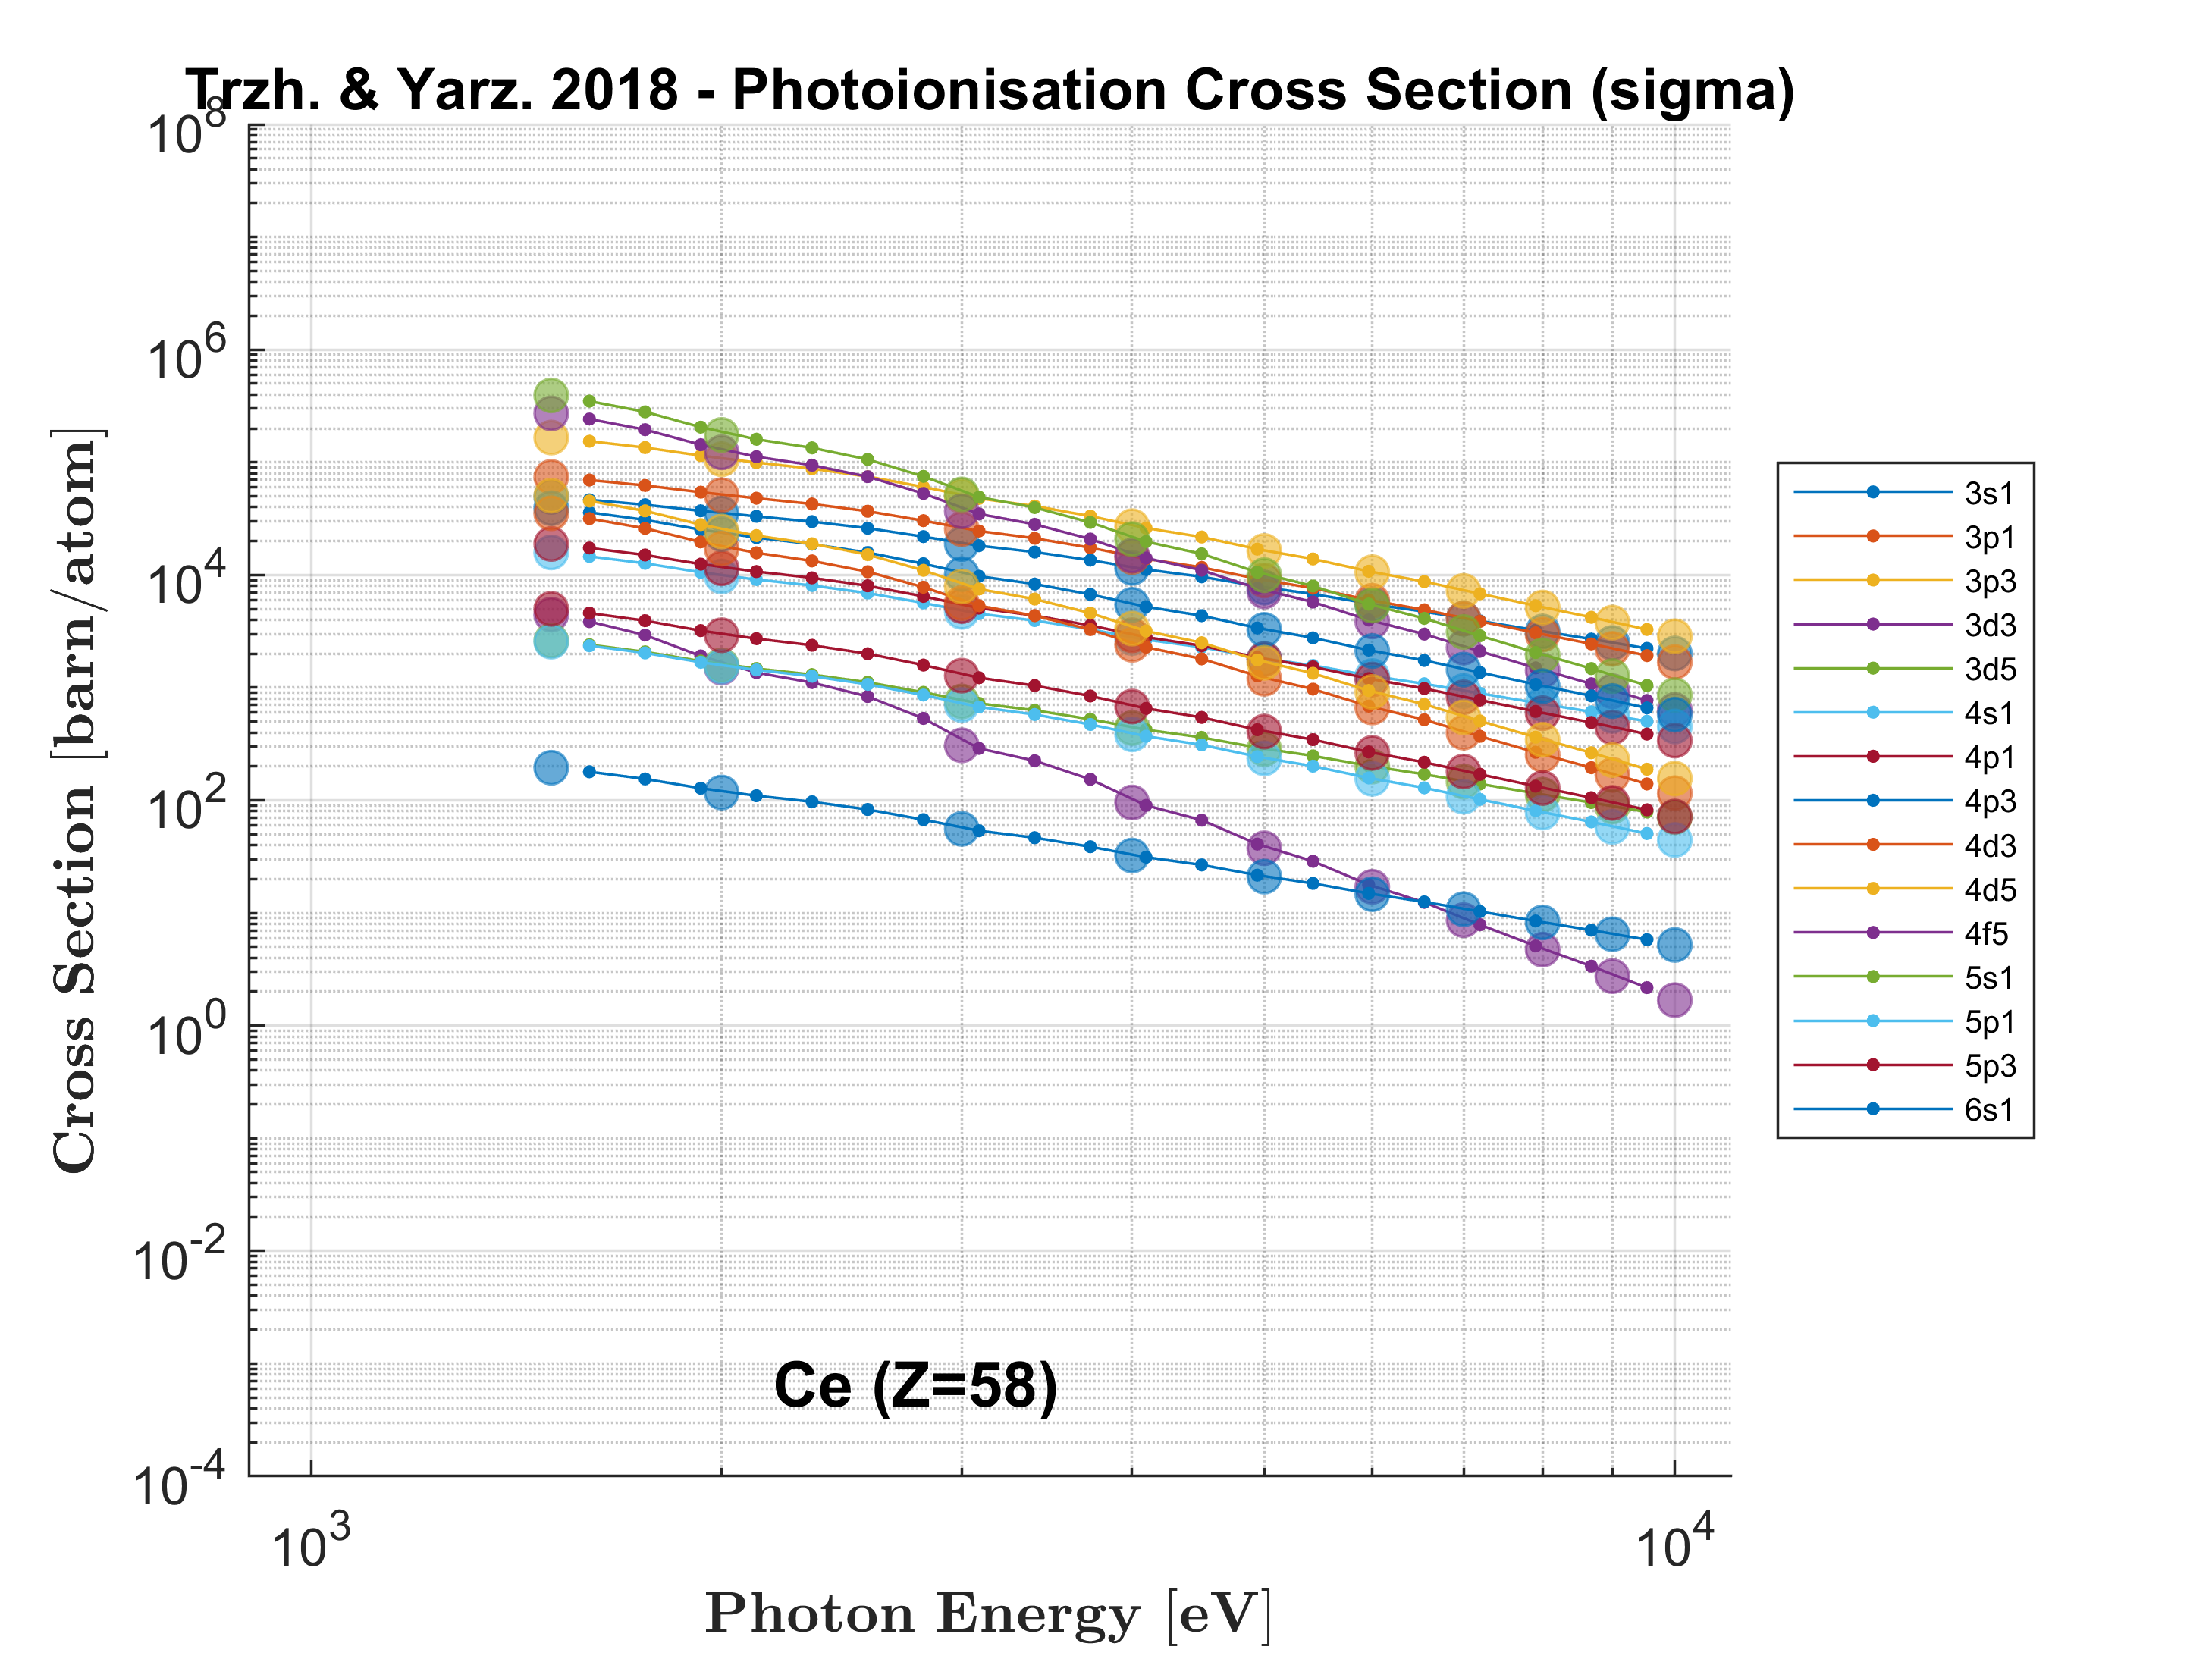 Trzh. & Yarz. 2018 - Photoionisation Cross Section (sigma)
10^8
10^6
10^4
10^2
10^0
10^-2
10^-4
Cross Section [barn/atom]
Ce (Z=58)
10^3
10^4
Photon Energy [eV]
3s1
3p1
3p3
3d3
3d5
4s1
4p1
4p3
4d3
4d5
4f5
5s1
5p1
5p3
6s1